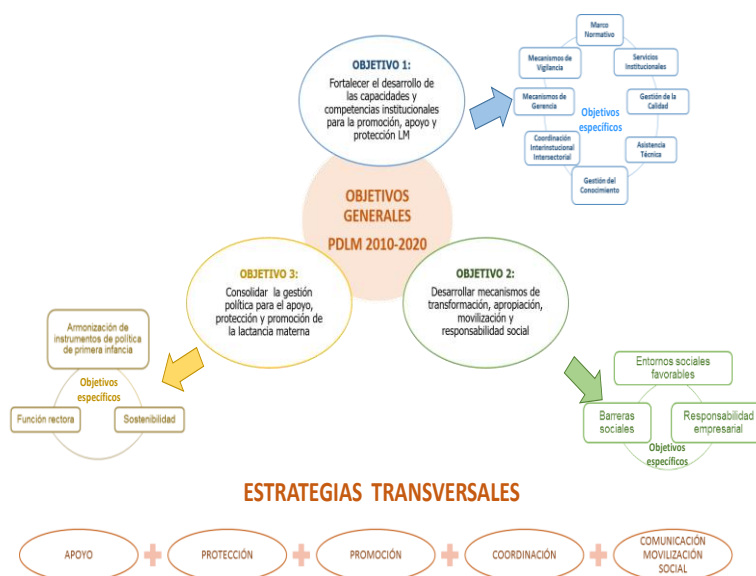 OBJETIVO 1:
Fortalecer el desarrollo de
las capacidades y
competencias institucionales
para la promoción, apoyo y
protección LM
Marco
Normativo
Servicios
Institucionales
Gestión de la
Calidad
Asistencia
Técnica
Gestión del
Conocimiento
Coordinación
Interinstucional
Intersectorial
Mecanismos de
Gerencia
Mecanismos de
Vigilancia
Objetivos
específicos
OBJETIVOS
GENERALES
PDLM 2010-2020
OBJETIVO 3:
Consolidar la gestión
política para el apoyo,
protección y promoción de
la lactancia materna
OBJETIVO 2:
Desarrollar mecanismos de
transformación, apropiación,
movilización y
responsabilidad social
Armonización de
instrumentos de política
de primera infancia
Objetivos
específicos
Función rectora
Sostenibilidad
Entornos sociales
favorables
Barreras
sociales
Responsabilidad
empresarial
Objetivos
específicos
ESTRATEGIAS TRANSVERSALES
APOYO
PROTECCIÓN
PROMOCIÓN
COORDINACIÓN
COMUNICACIÓN
MOVILIZACIÓN
SOCIAL